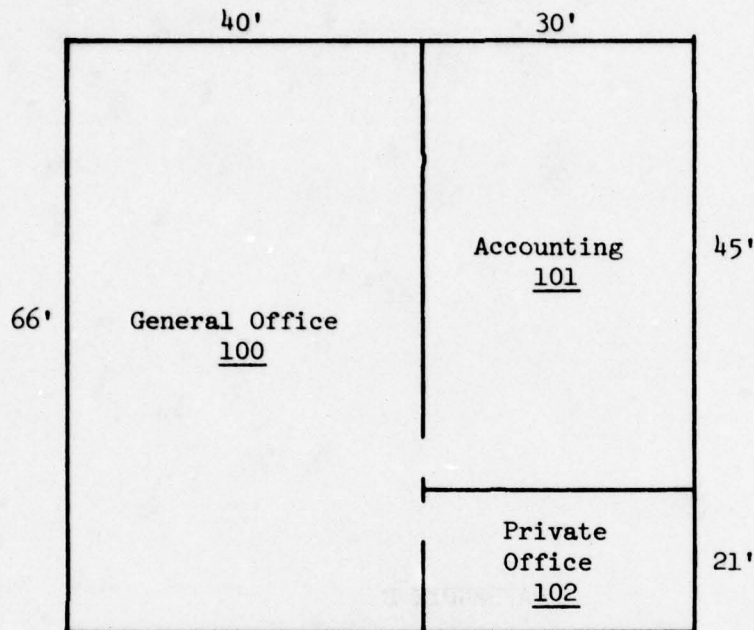 40'
30'
Accounting
101
45'
66'
General Office
100
Private
Office
102
21'